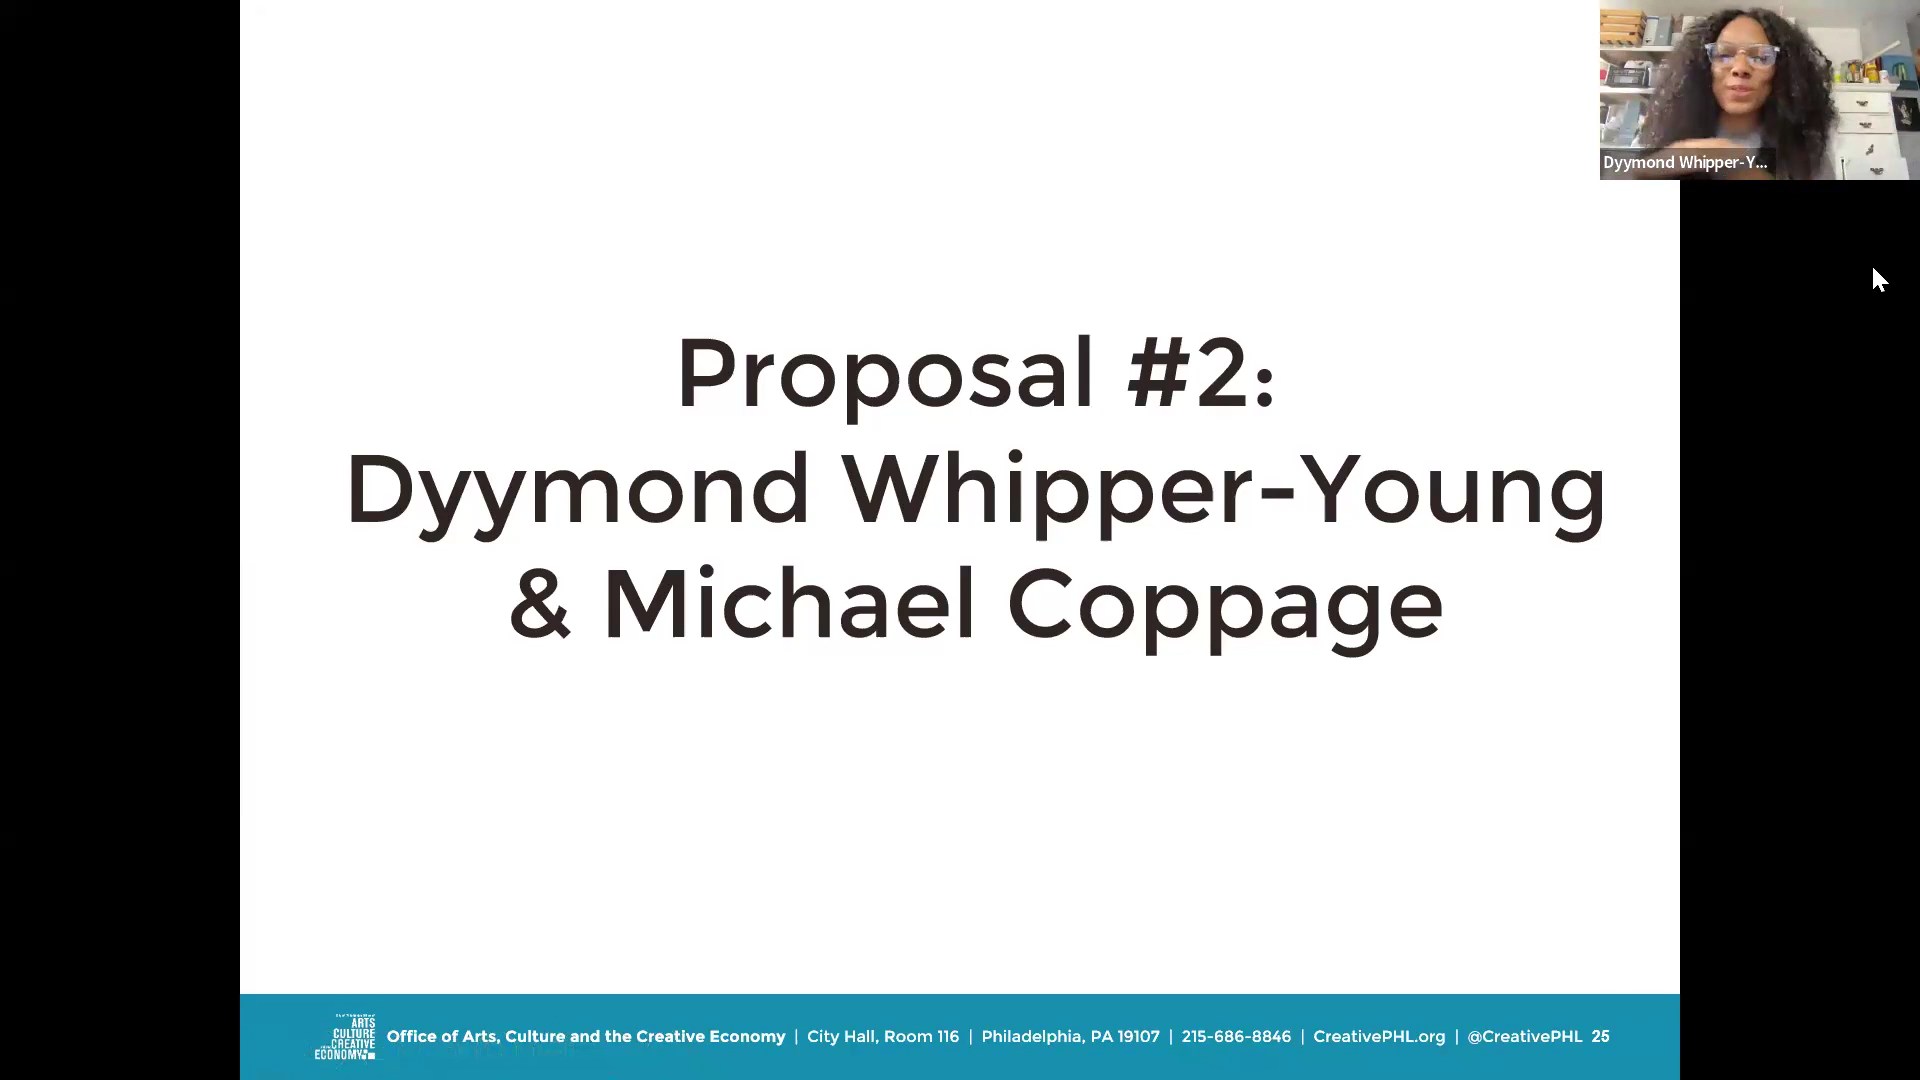 Dyymond Whipper-Y...
Proposal #2:
Dyymond Whipper-Young
& Michael Coppage
ARTS
CULTURE
CREATIVE
ECONOMY
Office of Arts, Culture and the Creative Economy | City Hall, Room 116 | Philadelphia, PA 19107 | 215-686-8846 | CreativePHL.org | @CreativePHL 25